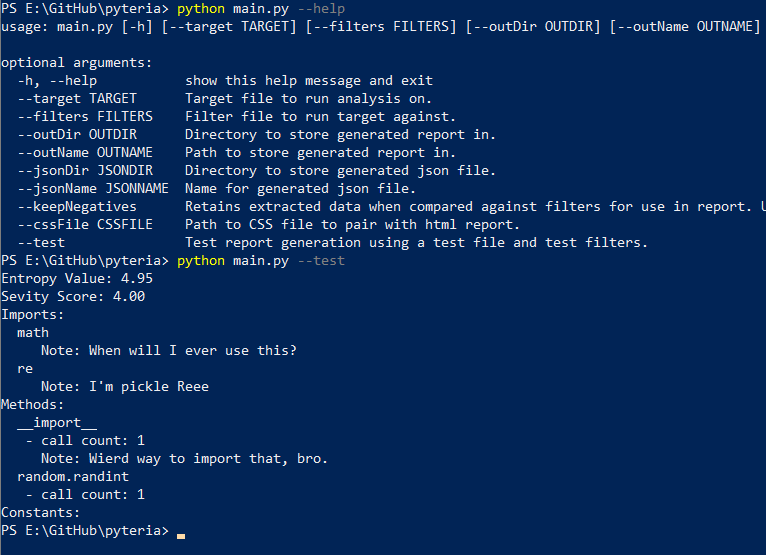 PS E:\GitHub\pyteria> python main.py --help
usage: main.py [-h] [--target TARGET] [--filters FILTERS] [--outDir OUTDIR] [--outName OUTNAME]

optional arguments:
  -h, --help           show this help message and exit
  --target TARGET      Target file to run analysis on.
  --filters FILTERS    Filter file to run target against.
  --outDir OUTDIR      Directory to store generated report in.
  --outName OUTNAME    Path to store generated report in.
  --jsonDir JSONDIR    Directory to store generated json file.
  --jsonName JSONNAME  Name for generated json file.
  --keepNegatives      Retains extracted data when compared against filters for use in report.
  --cssFile CSSFILE    Path to CSS file to pair with html report.
  --test               Test report generation using a test file and test filters.
PS E:\GitHub\pyteria> python main.py --test
Entropy Value: 4.95
Sevity Score: 4.00
Imports:
  math
     Note: When will I ever use this?
  re
     Note: I'm pickle Reee
Methods:
  __import__
   - call count: 1
     Note: Wierd way to import that, bro.
  random.randint
   - call count: 1
Constants:
PS E:\GitHub\pyteria>